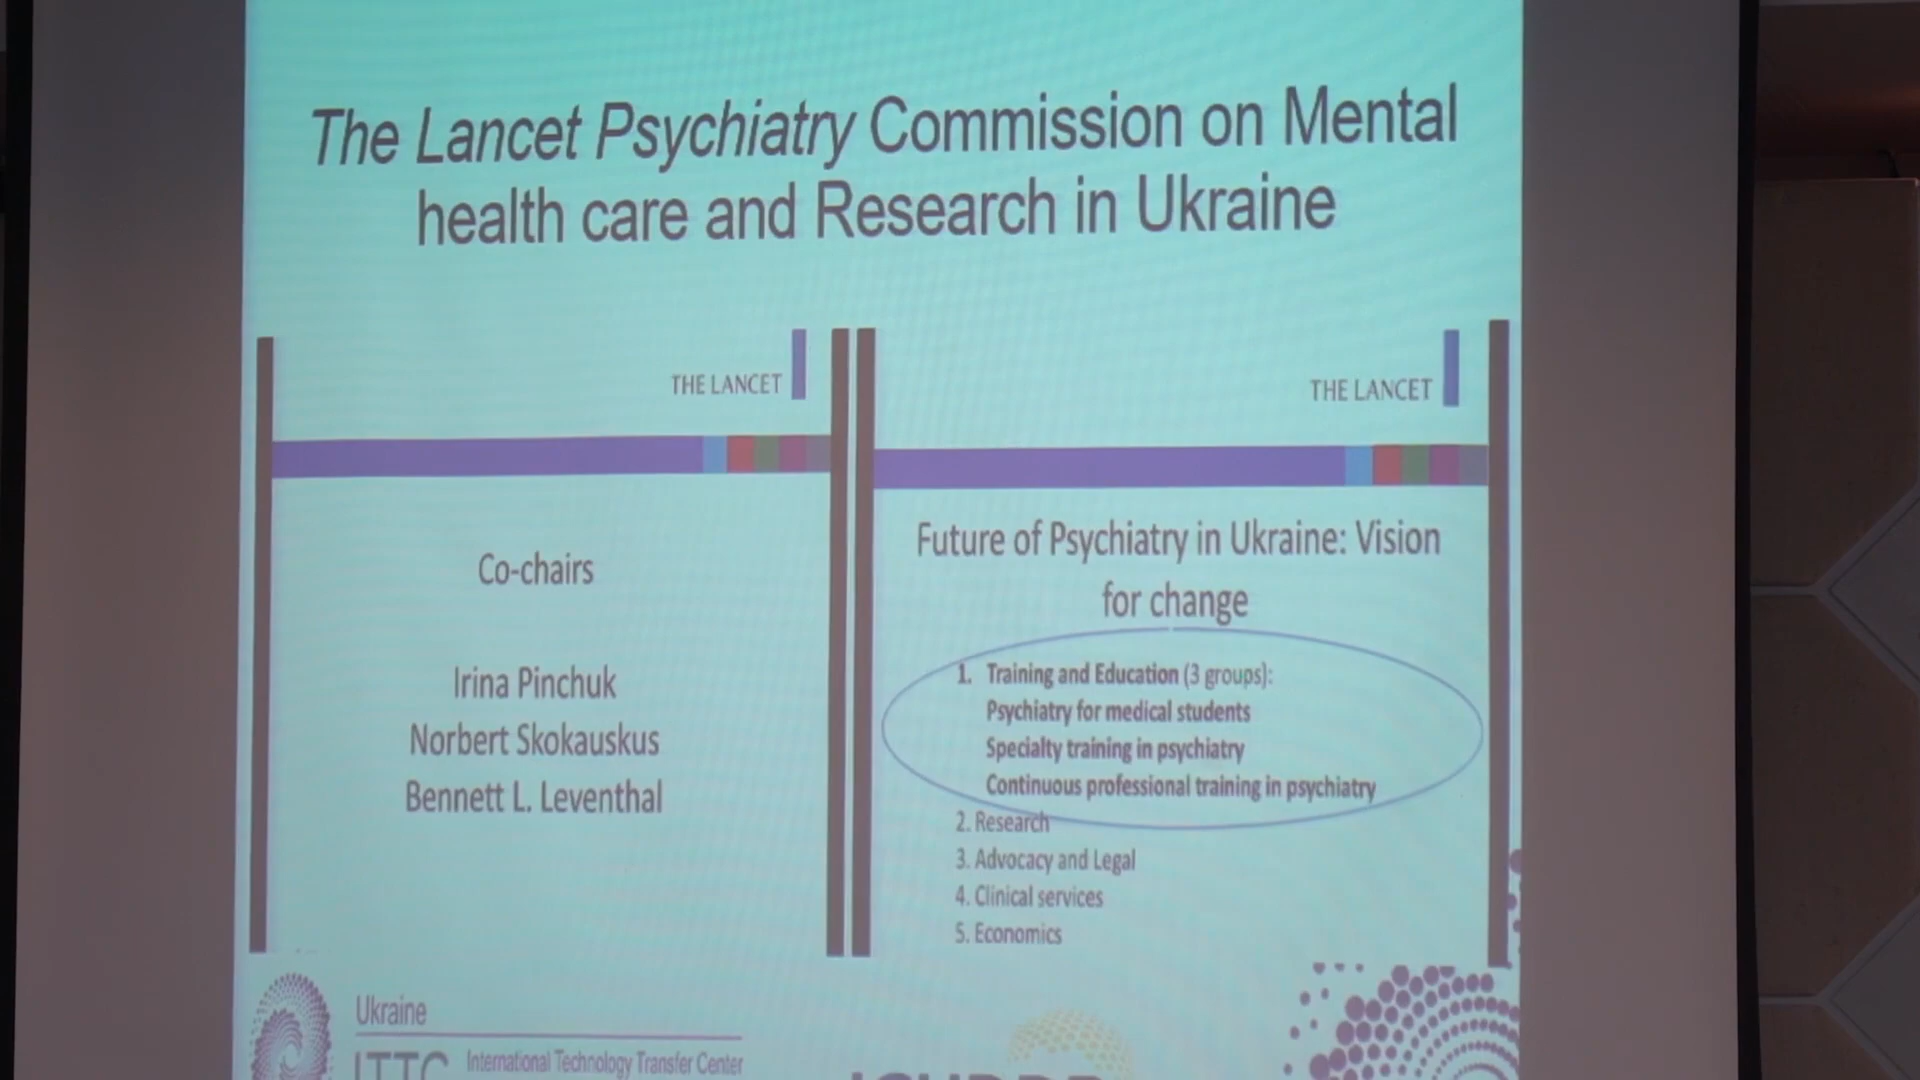 The Lancet Psychiatry Commission on Mental
health care and Research in Ukraine
THE LANCET
Co-chairs
Irina Pinchuk
Norbert Skokauskus
Bennett L. Leventhal
THE LANCET
Future of Psychiatry in Ukraine: Vision
for change
1. Training and Education (3 groups):
Psychiatry for medical students
Specialty training in psychiatry
Continuous professional training in psychiatry
2. Research
3. Advocacy and Legal
4. Clinical services
5. Economics
Ukraine
ITTC International Technology Transfer Center